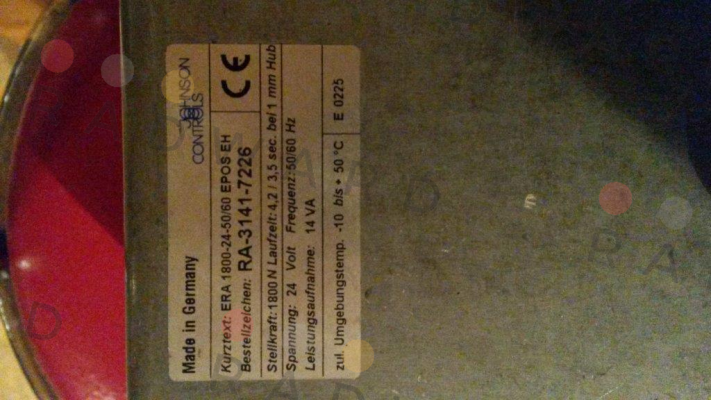 Made in Germany
JOHNSON
CONTROLS
Kurztext: ERA 1800-24-50/60 EPOS EH
Bestellzeichen: RA-3141-7226
CE
Stellkraft:1800 N Laufzeit:4,2 / 3,5 sec. bei 1 mm Hub
Spannung: 24 Volt Frequenz:50/60 Hz
Leistungsaufnahme: 14 VA
zul. Umgebungstemp. -10 bis + 50 °C
E 0225